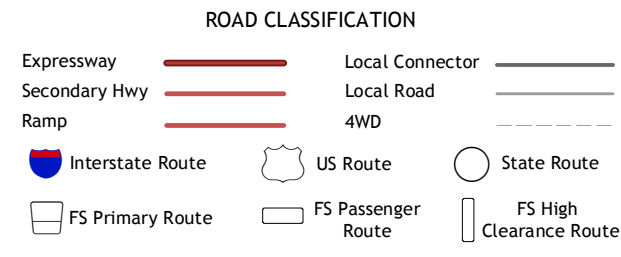 ROAD CLASSIFICATION
Expressway
Local Connector
Secondary Hwy
Local Road
Ramp
4WD
Interstate Route
US Route
State Route
FS Primary Route
FS Passenger
Route
FS High
Clearance Route